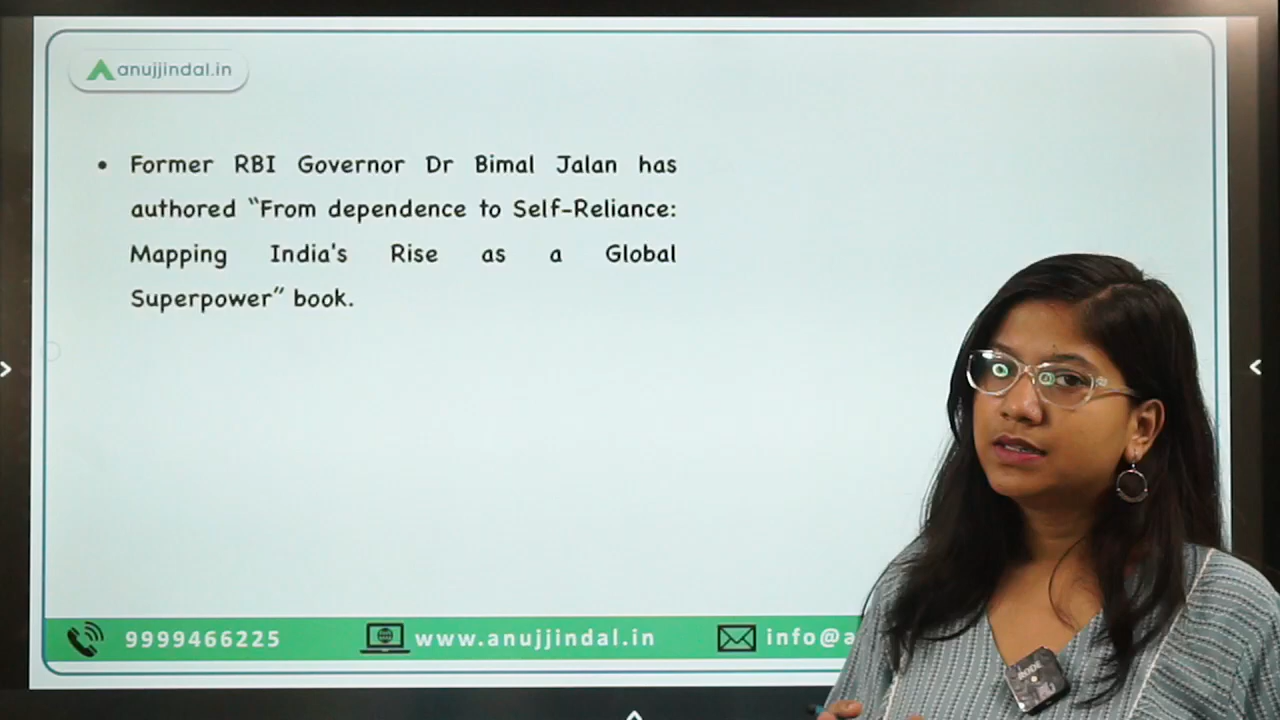 anujjindal.in
Former RBI Governor Dr Bimal Jalan has
authored “From dependence to Self-Reliance:
Mapping India's Rise as a Global
Superpower” book.
9999466225
www.anujjindal.in
info@a